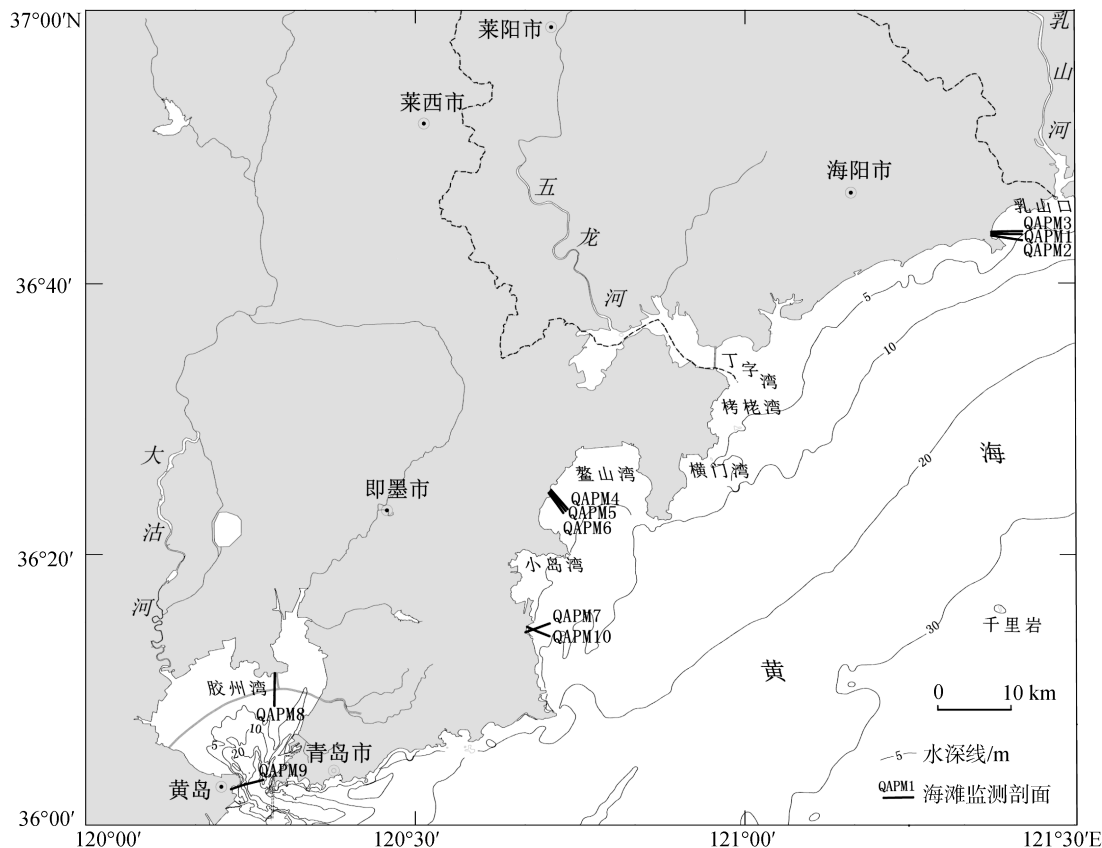 37°00′N
莱阳市
乳山河
莱西市
海阳市
五龙河
乳山口
QAPM3
QAPM1
QAPM2
36°40′
5
10
丁字湾
栲栳湾
20
海
横门湾
鳌山湾
大沽河
即墨市
QAPM4
QAPM5
QAPM6
36°20′
小岛湾
QAPM7
QAPM10
30
千里岩
黄
胶州湾
0 10 km
QAPM8
10
5
20
青岛市
-5- 水深线/m
QAPM9
黄岛
QAPM1 海滩监测剖面
36°00′
120°00′ 120°30′ 121°00′ 121°30′E